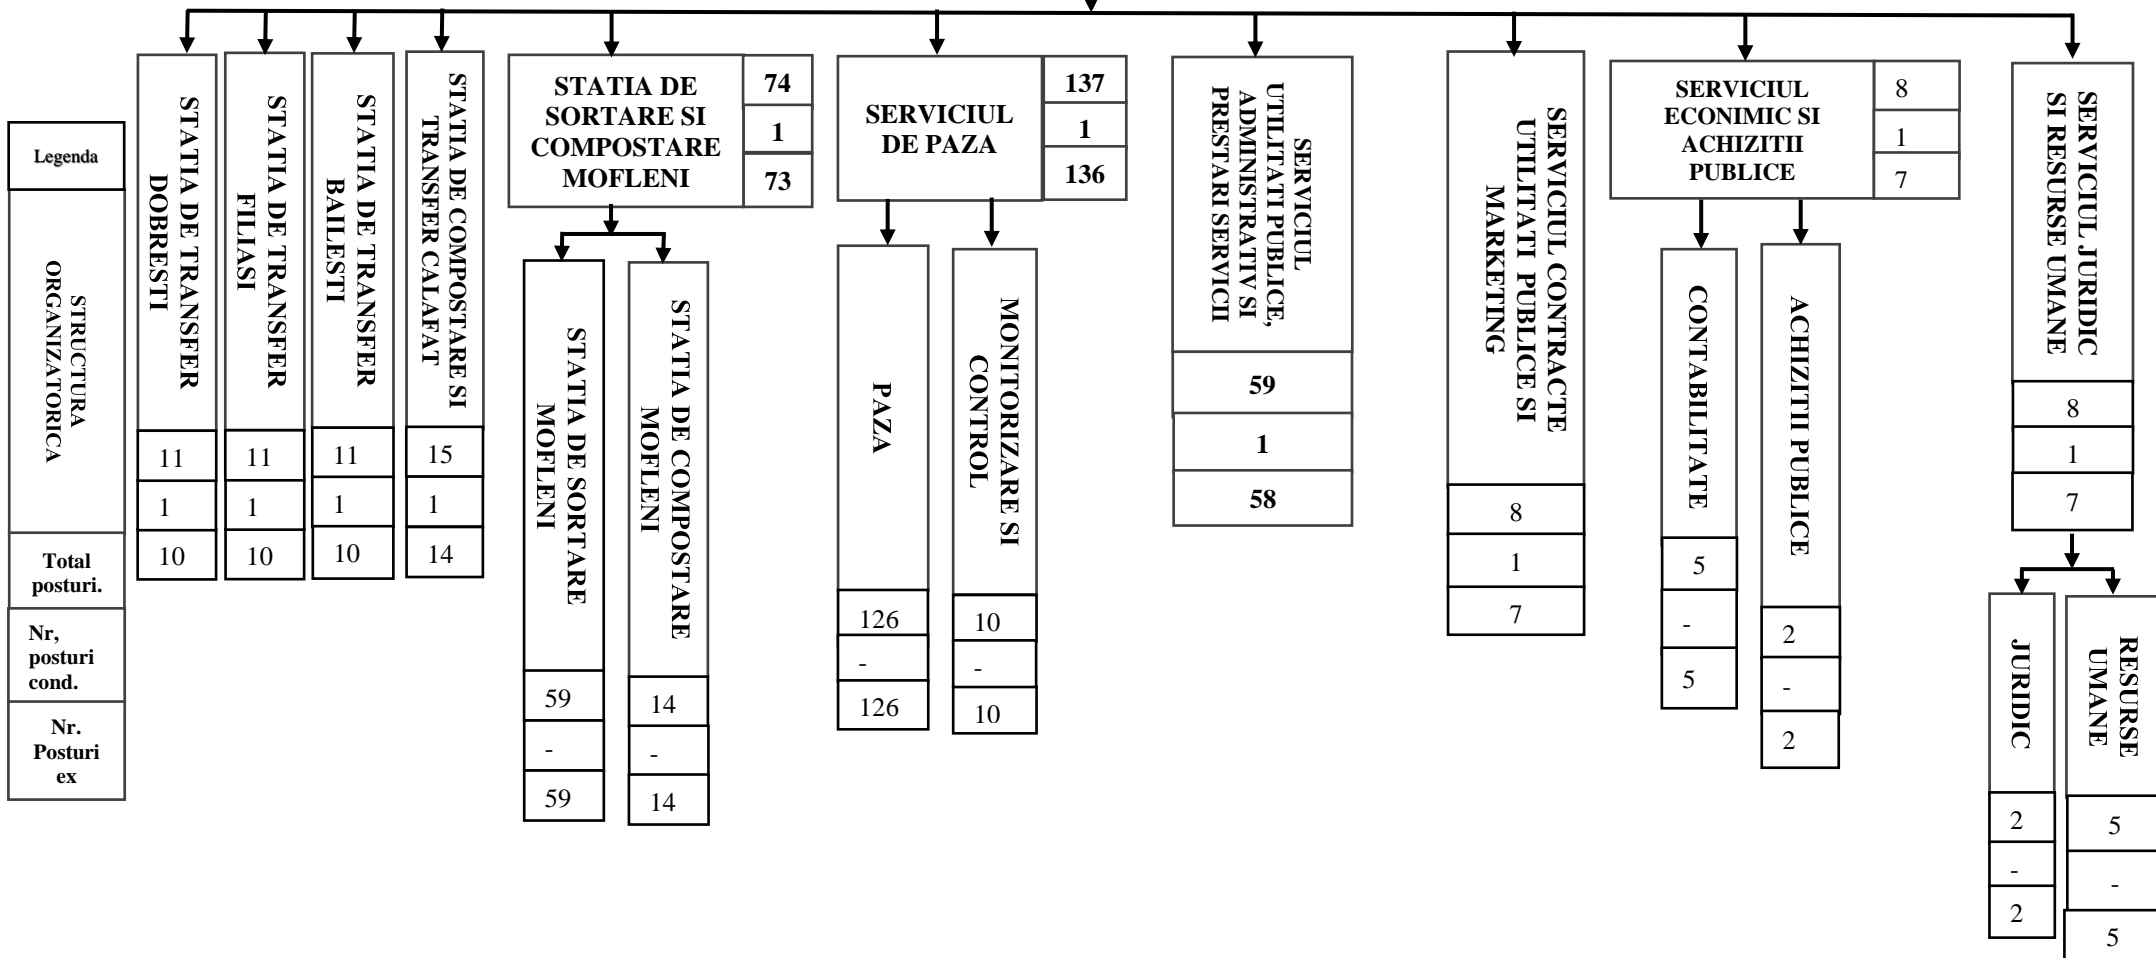 Legenda
STRUCTURA
ORGANIZATORICA
Total
posturi.
Nr,
posturi
cond.
Nr.
Posturi
ex
STATIA DE TRANSFER
DOBRESTI
11
1
10
STATIA DE TRANSFER
FILIASI
11
1
10
STATIA DE TRANSFER
BAILESTI
11
1
10
STATIA DE COMPOSTARE SI
TRANSFER CALAFAT
15
1
14
STATIA DE
SORTARE SI
COMPOSTARE
MOFLENI
74
1
73
STATIA DE SORTARE
MOFLENI
59
-
59
STATIA DE COMPOSTARE
MOFLENI
14
-
14
SERVICIUL
DE PAZA
137
1
136
PAZA
126
-
126
MONITORIZARE SI
CONTROL
10
-
10
SERVICIUL
UTILITATI PUBLICE,
ADMINISTRATIV SI
PRESTARI SERVICII
59
1
58
SERVICIUL CONTRACTE
UTILITATI PUBLICE SI
MARKETING
8
1
7
SERVICIUL
ECONIMIC SI
ACHIZITII
PUBLICE
8
1
7
CONTABILITATE
5
-
5
ACHIZITII PUBLICE
2
-
2
SERVICIUL JURIDIC
SI RESURSE UMANE
8
1
7
JURIDIC
2
-
2
RESURSE
UMANE
5
-
5